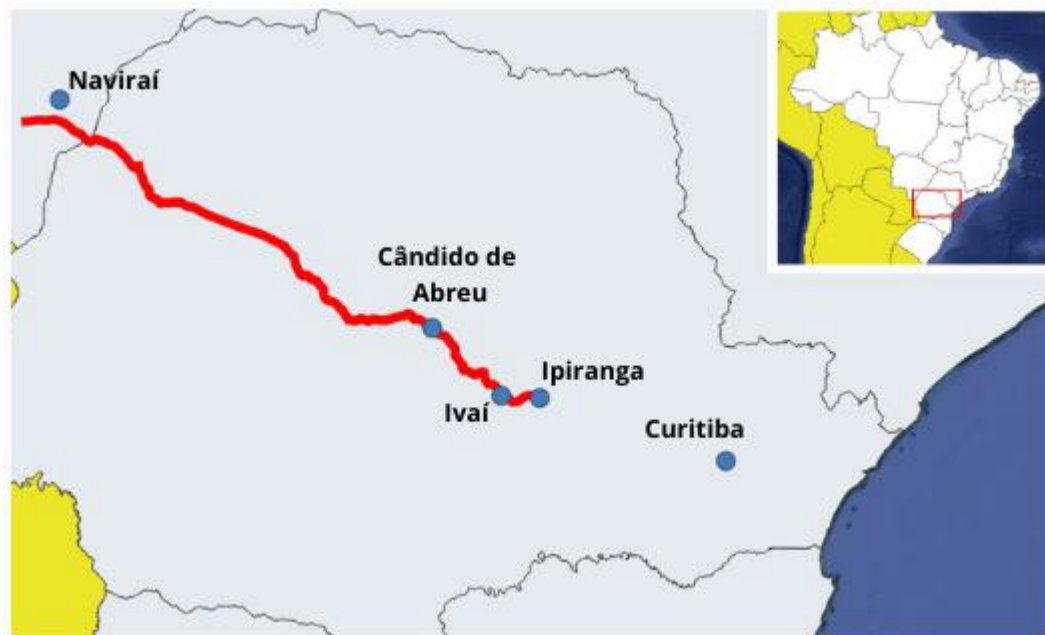 Naviraí
Cândido de
Abreu
Ipiranga
Ivaí
Curitiba